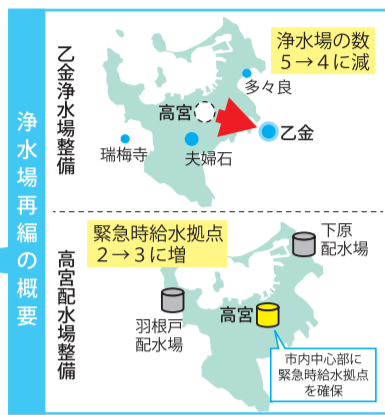 浄水場再編の概要
乙金浄水場整備
浄水場の数
5→4に減
多々良
高宮
乙金
瑞梅寺
夫婦石
高宮配水場整備
緊急時給水拠点
2→3に増
下原
配水場
羽根戸
配水場
高宮
市内中心部に
緊急時給水拠点
を確保